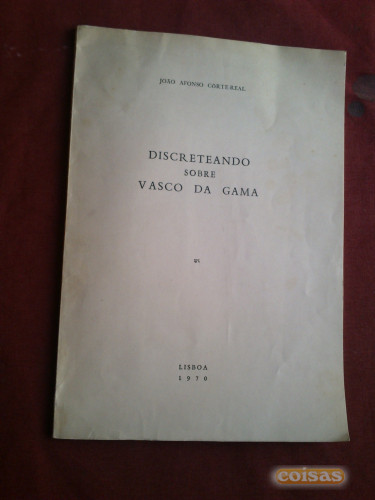 JOÃO AFONSO CORTE-REAL
DISCRETEANDO
SOBRE
VASCO DA GAMA
LISBOA
1970
coisas